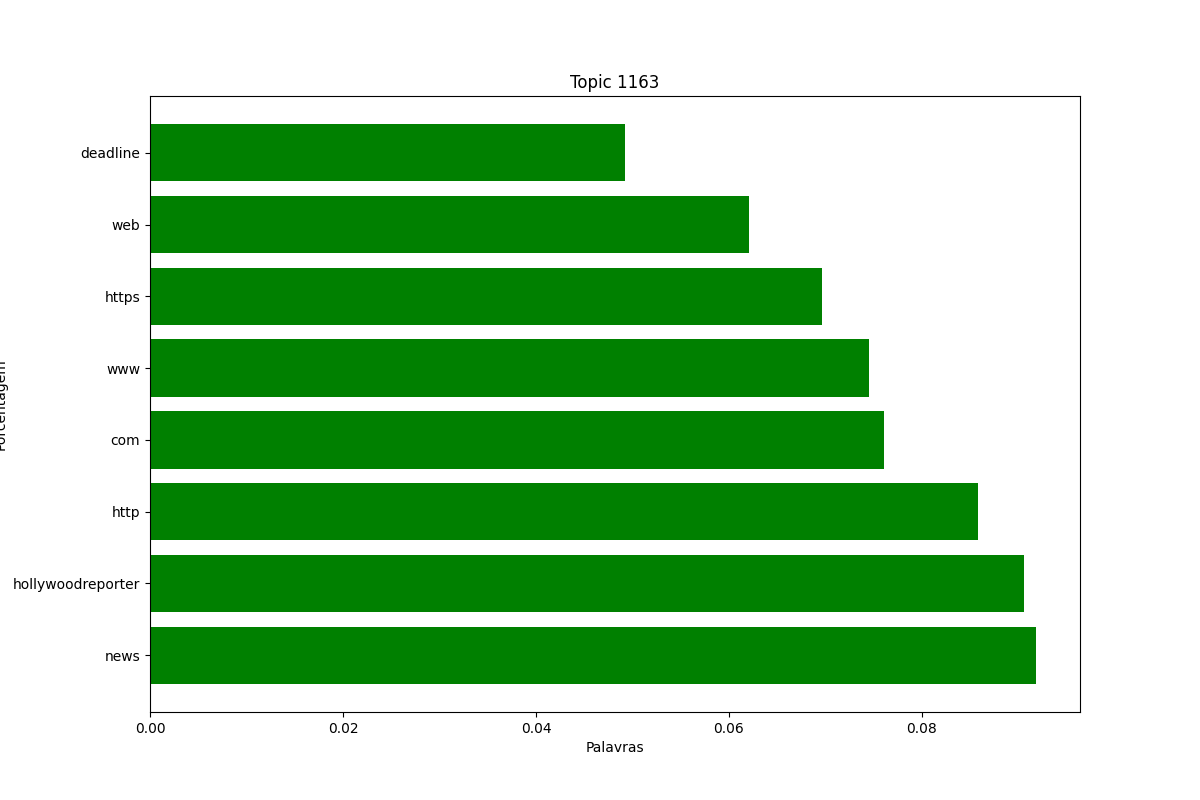 Topic 1163
deadline
web
https
www
com
http
hollywoodreporter
news
Porcentagem
0.00 0.02 0.04 0.06 0.08
Palavras